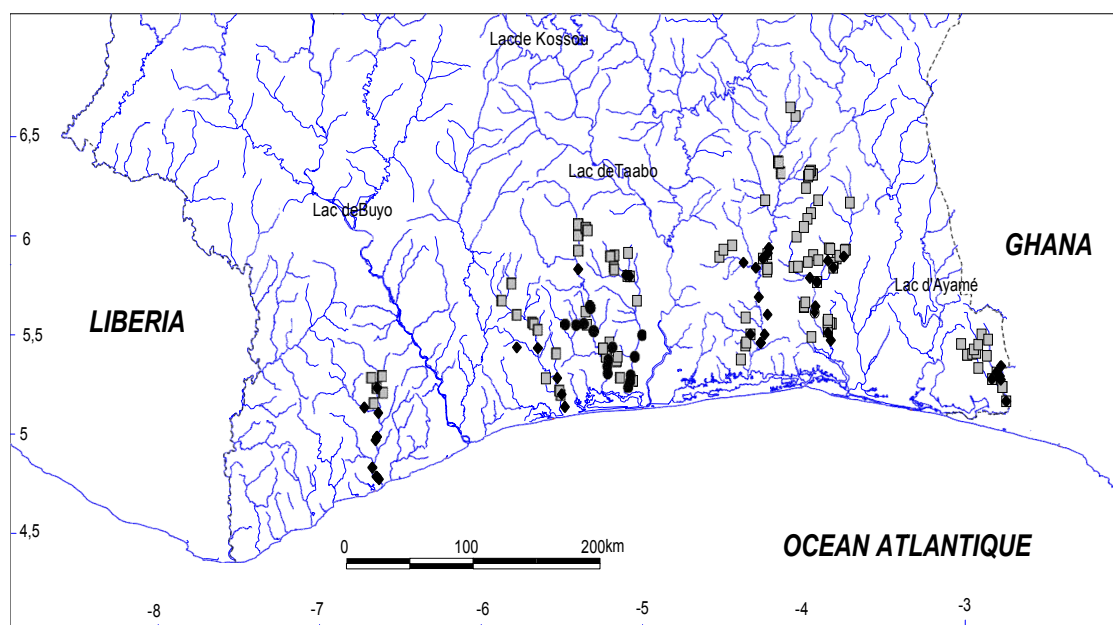 Lacde Kossou
6,5
Lac deTaabo
Lac deBuyo
6
GHANA
Lac d'Ayamé
LIBERIA
5,5
5
4,5
0 100 200km
OCEAN ATLANTIQUE
-8 -7 -6 -5 -4 -3